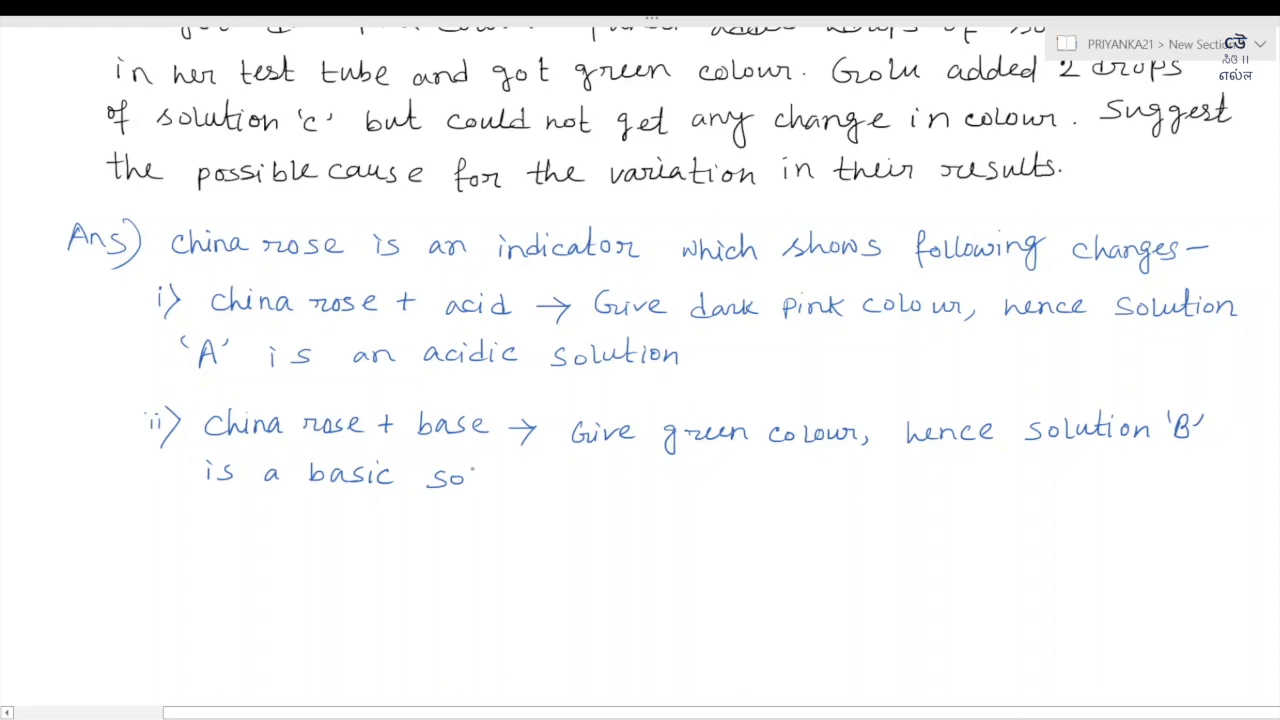 in her test tube and got green colour. Golu added 2 drops
of solution 'c' but could not get any change in colour. Suggest
the possible cause for the variation in their results.
Ans) china rose is an indicator which shows following changes-
i) china rose + acid → Give dark pink colour, hence solution
'A' is an acidic solution
ii) china rose + base → Give green colour, hence solution 'B'
is a basic so
PRIYANKA21 > New Secti